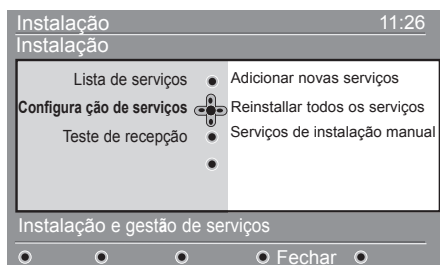 Instalação 11:26
Instalação
Lista de serviços Adicionar novas serviços
Configura ção de serviços Reinstallar todos os serviços
Teste de recepção Serviços de instalação manual
Instalação e gestão de serviços
Fechar